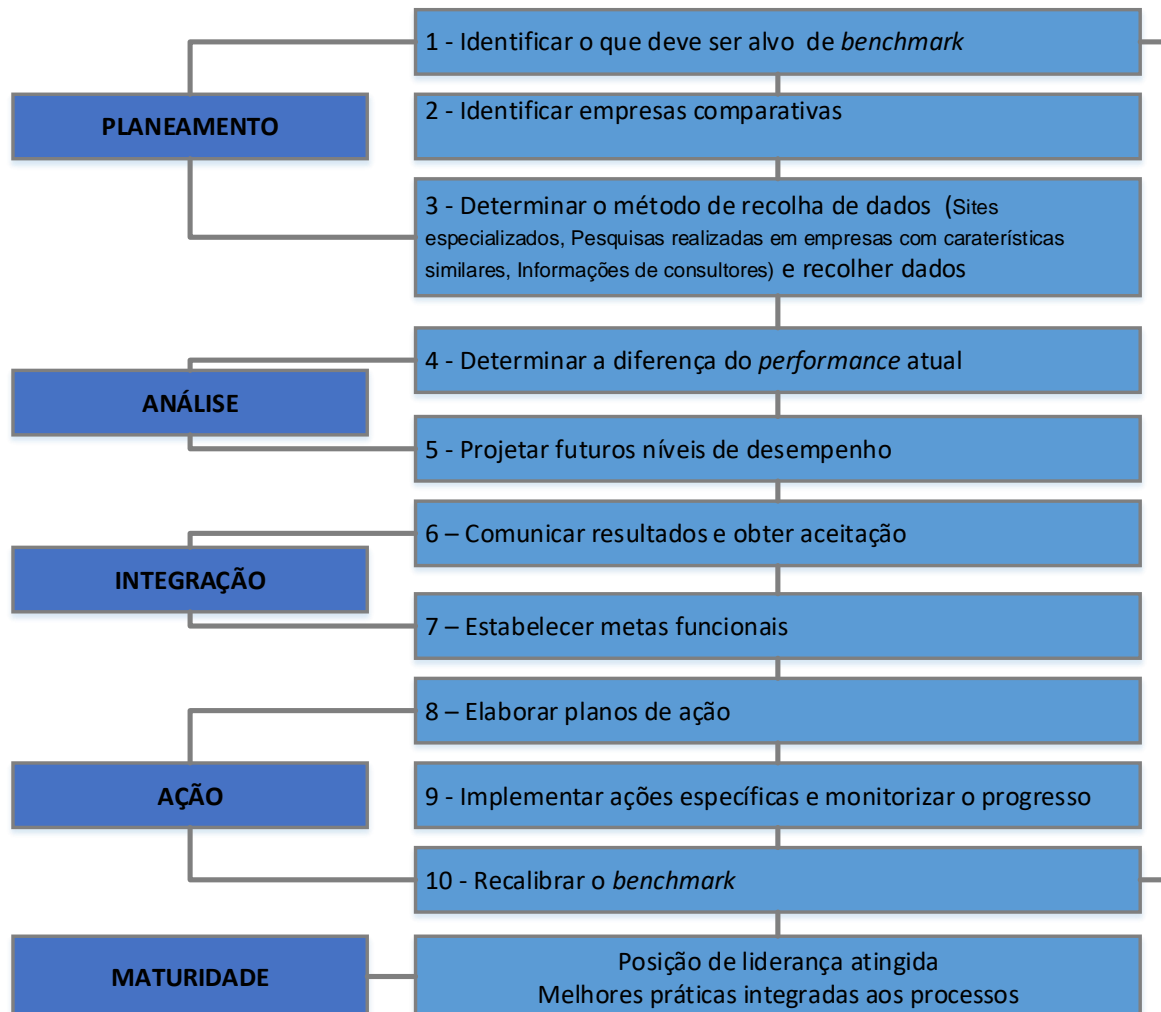 1 - Identificar o que deve ser alvo de benchmark
PLANEAMENTO
2 - Identificar empresas comparativas
3 - Determinar o método de recolha de dados (Sites
especializados, Pesquisas realizadas em empresas com caraterísticas
similares, Informações de consultores) e recolher dados
4 - Determinar a diferença do performance atual
ANÁLISE
5 - Projetar futuros níveis de desempenho
6 – Comunicar resultados e obter aceitação
INTEGRAÇÃO
7 – Estabelecer metas funcionais
8 – Elaborar planos de ação
AÇÃO
9 - Implementar ações específicas e monitorizar o progresso
10 - Recalibrar o benchmark
MATURIDADE
Posição de liderança atingida
Melhores práticas integradas aos processos